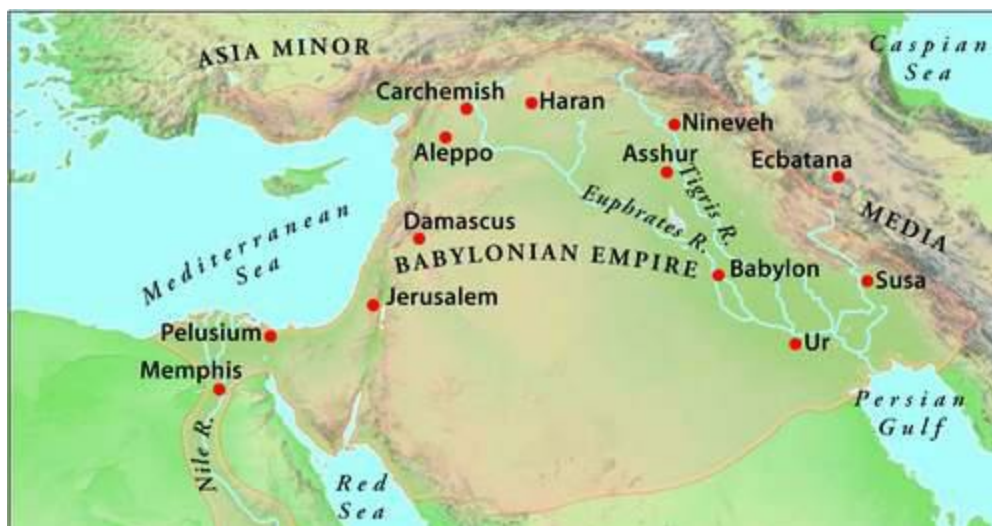 ASIA MINOR
Caspian
Sea
Carchemish
Haran
Nineveh
Aleppo
Asshur
Ecbatana
Tigris R.
Euphrates R.
MEDIA
Mediterranean
Sea
Damascus
BABYLONIAN EMPIRE
Babylon
Susa
Jerusalem
Pelusium
Ur
Memphis
Persian
Gulf
Nile R.
Red
Sea